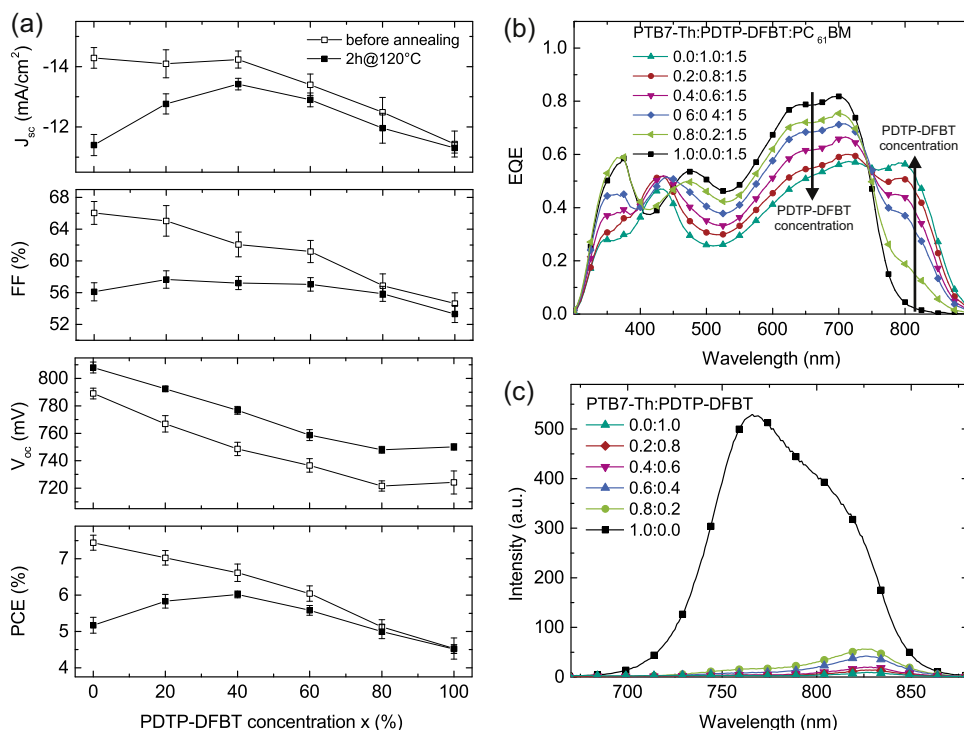 (a)
before annealing
2h@120°C
-14
-12
J_sc (mA/cm²)
68
64
60
56
52
FF (%)
800
780
760
740
720
V_oc (mV)
7
6
5
4
PCE (%)
0 20 40 60 80 100
PDTP-DFBT concentration x (%)
(b)
PTB7-Th:PDTP-DFBT:PC₆₁BM
0.0:1.0:1.5
0.2:0.8:1.5
0.4:0.6:1.5
0 6:0 4:1.5
0.8:0.2:1.5
1.0:0.0:1.5
PDTP-DFBT
concentration
PDTP-DFBT
concentration
1.0
0.8
0.6
0.4
0.2
0.0
EQE
400 500 600 700 800
Wavelength (nm)
(c)
PTB7-Th:PDTP-DFBT
0.0:1.0
0.2:0.8
0.4:0.6
0.6:0.4
0.8:0.2
1.0:0.0
500
400
300
200
100
0
Intensity (a.u.)
700 750 800 850
Wavelength (nm)